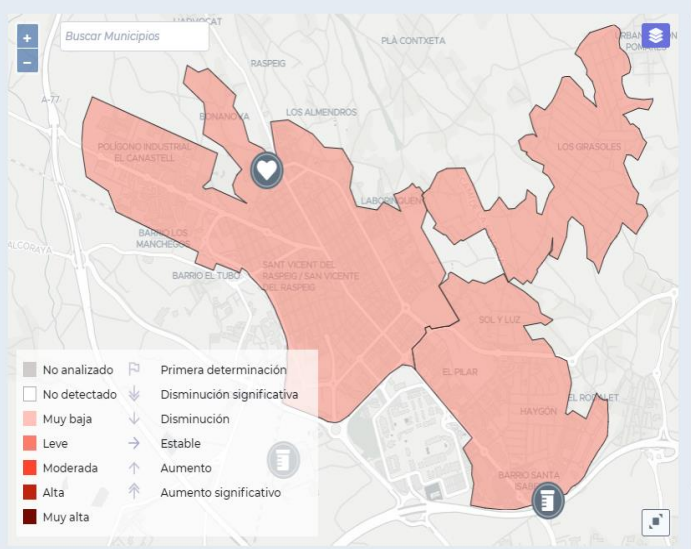 +
Buscar Municipios
−
PLÀ CONTXETA
RASPEIG
A-77
LOS ALMENDROS
BONANOVA
POLÍGONO INDUSTRIAL
EL CANASTELL
LOS GIRASOLES
BARRIO LOS
MANCHEGOS
ALCORAYA
BARRIO EL TUBO
SANT VICENT DEL
RASPEIG / SAN VICENTE
DEL RASPEIG
SOL Y LUZ
EL PILAR
HAYGÓN
BARRIO SANTA
No analizado
Primera determinación
No detectado
Disminución significativa
Muy baja
Disminución
Leve
Estable
Moderada
Aumento
Alta
Aumento significativo
Muy alta